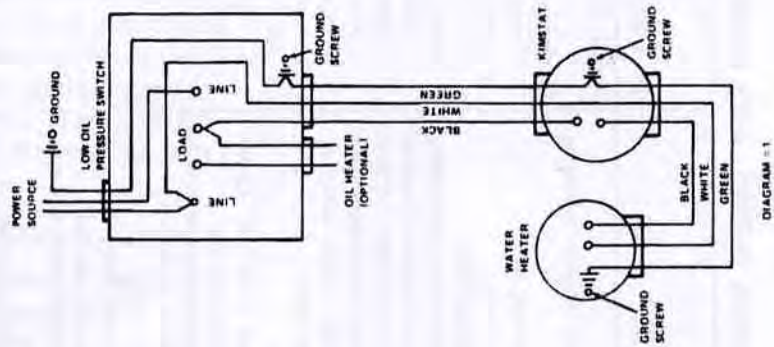 POWER
SOURCE
GROUND
LOW OIL
PRESSURE SWITCH
LINE
LOAD
LINE
GROUND
SCREW
OIL HEATER
(OPTIONAL)
GREEN
WHITE
BLACK
KIMSTAT
GROUND
SCREW
WATER
HEATER
BLACK
WHITE
GREEN
GROUND
SCREW
DIAGRAM = 1